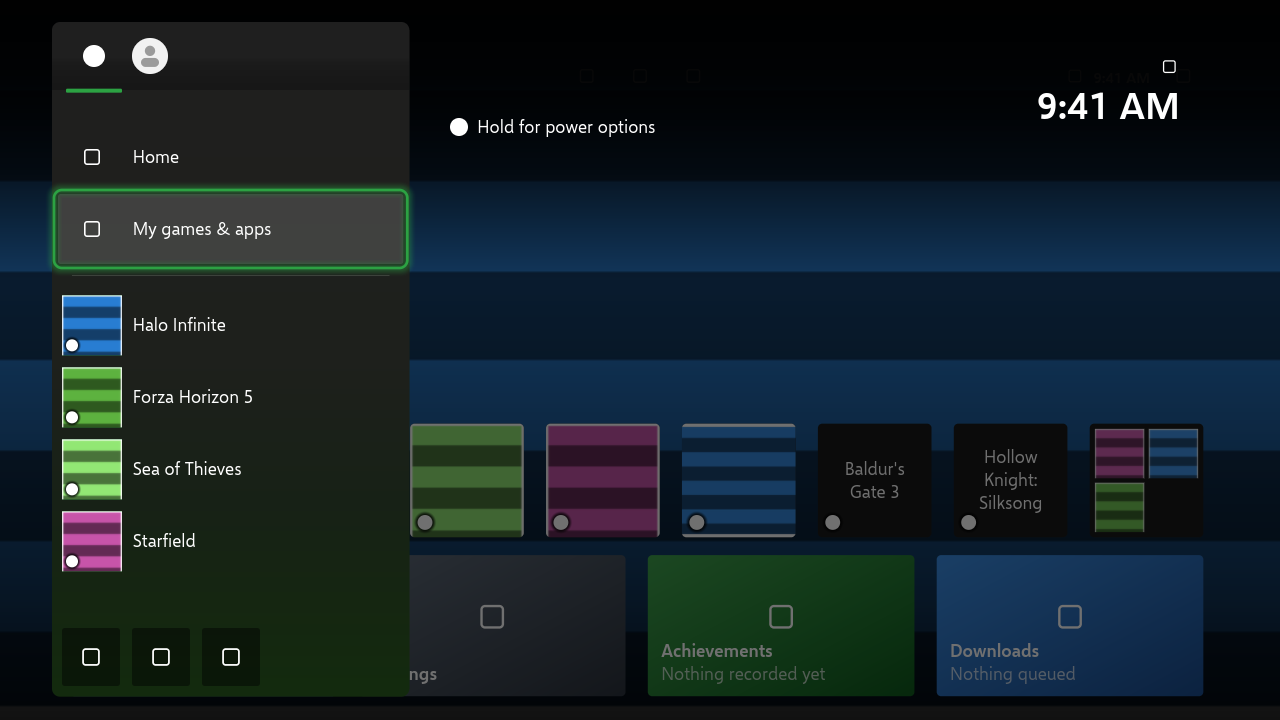 Hold for power options
9:41 AM
Home
My games & apps
Halo Infinite
Forza Horizon 5
Sea of Thieves
Starfield
Baldur's
Gate 3
Hollow
Knight:
Silksong
ngs
Achievements
Nothing recorded yet
Downloads
Nothing queued